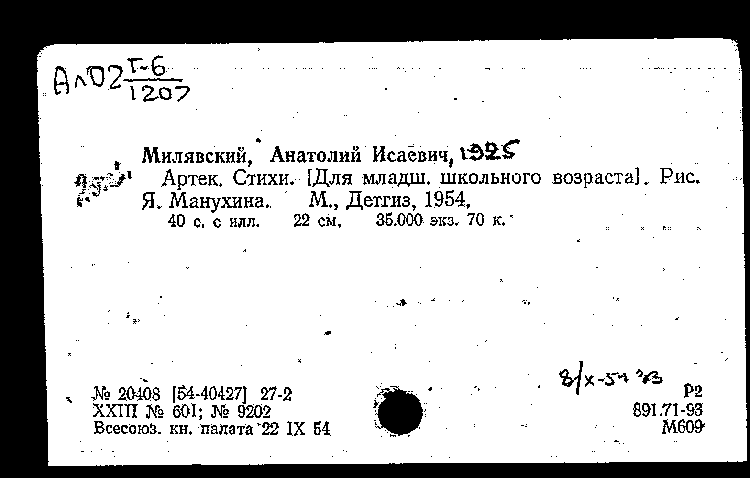 АЛ02 Г-6/1207
Милявский, Анатолий Исаевич, 1925
Артек. Стихи. [Для младш. школьного возраста]. Рис.
Я. Манухина. М., Детгиз, 1954.
40 с. с илл. 22 см. 35.000 экз. 70 к.
8/X-54
№ 20408 [54-40427] 27-2
Р2
XXIII № 601; № 9202
891.71-93
Всесоюз. кн. палата 22 IX 54
М609